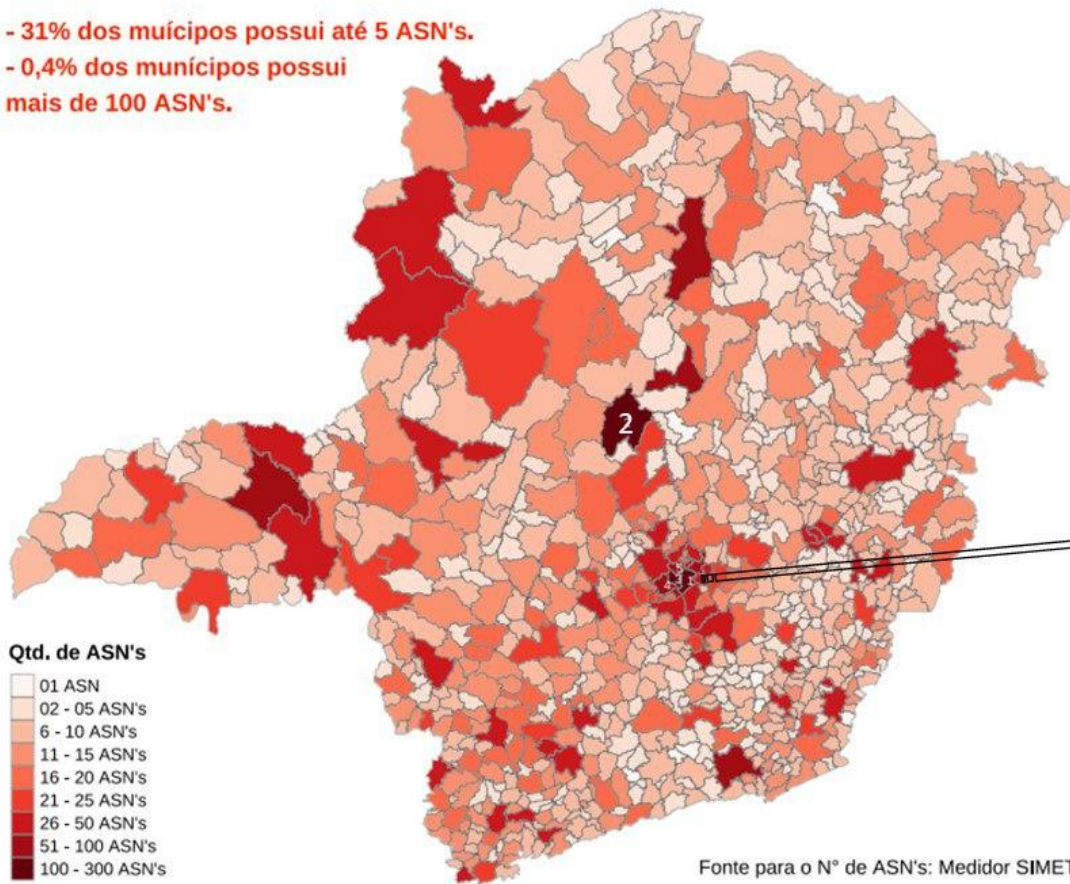 - 31% dos muícipos possui até 5 ASN's.
- 0,4% dos munícipos possui
mais de 100 ASN's.
2
Qtd. de ASN's
01 ASN
02 - 05 ASN's
6 - 10 ASN's
11 - 15 ASN's
16 - 20 ASN's
21 - 25 ASN's
26 - 50 ASN's
51 - 100 ASN's
100 - 300 ASN's
Fonte para o N° de ASN's: Medidor SIMET